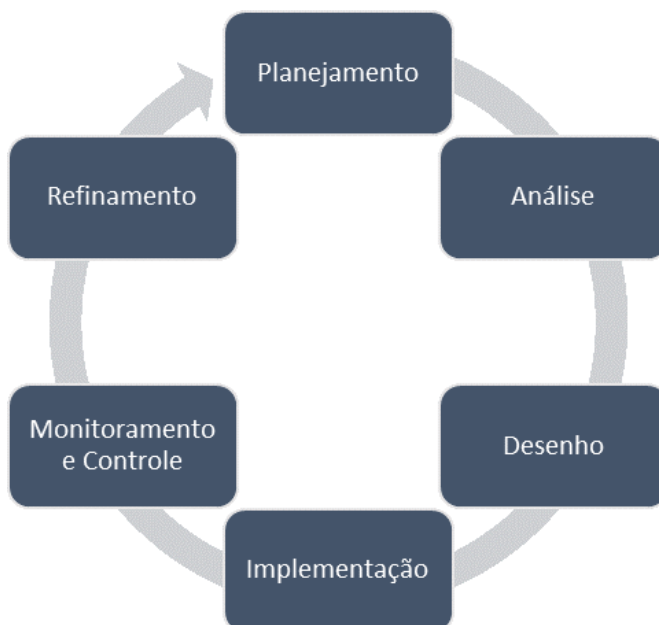 Planejamento
Análise
Desenho
Implementação
Monitoramento
e Controle
Refinamento